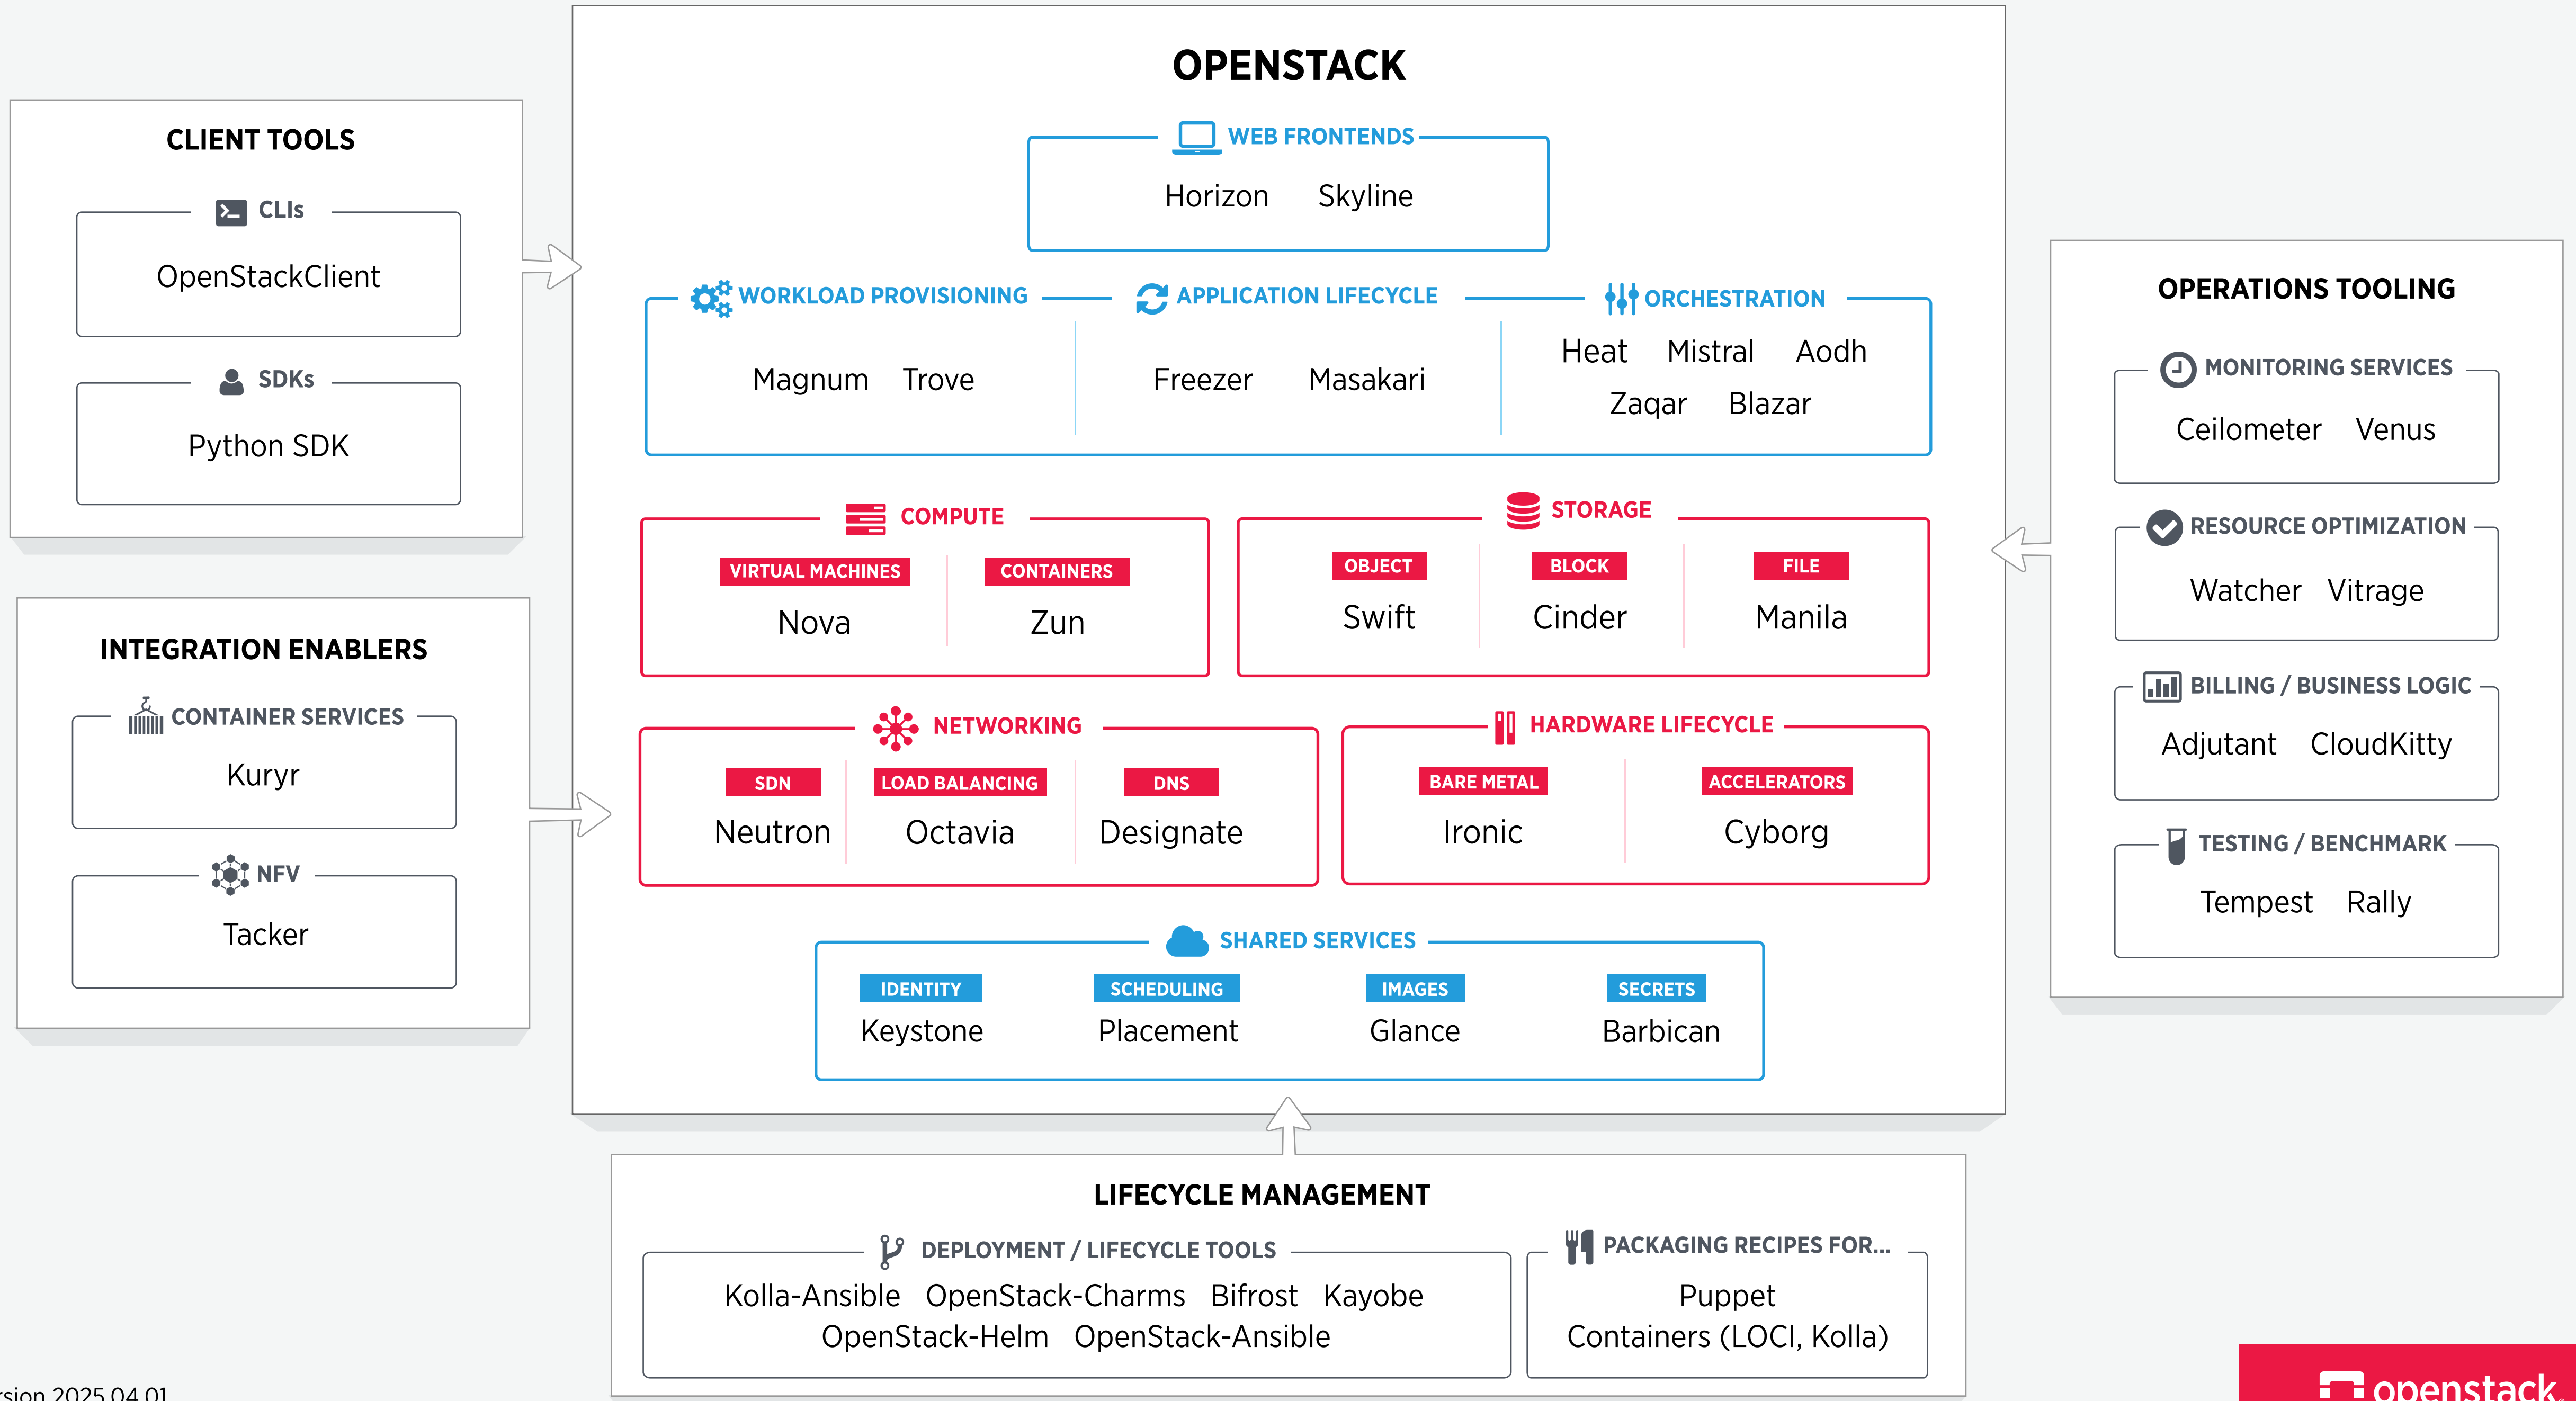 OPENSTACK
WEB FRONTENDS
Horizon Skyline
WORKLOAD PROVISIONING
Magnum Trove
APPLICATION LIFECYCLE
Freezer Masakari
ORCHESTRATION
Heat Mistral Aodh
Zaqar Blazar
COMPUTE
VIRTUAL MACHINES
Nova
CONTAINERS
Zun
STORAGE
OBJECT
Swift
BLOCK
Cinder
FILE
Manila
NETWORKING
SDN
Neutron
LOAD BALANCING
Octavia
DNS
Designate
HARDWARE LIFECYCLE
BARE METAL
Ironic
ACCELERATORS
Cyborg
SHARED SERVICES
IDENTITY
Keystone
SCHEDULING
Placement
IMAGES
Glance
SECRETS
Barbican
CLIENT TOOLS
CLIs
OpenStackClient
SDKs
Python SDK
INTEGRATION ENABLERS
CONTAINER SERVICES
Kuryr
NFV
Tacker
OPERATIONS TOOLING
MONITORING SERVICES
Ceilometer Venus
RESOURCE OPTIMIZATION
Watcher Vitrage
BILLING / BUSINESS LOGIC
Adjutant CloudKitty
TESTING / BENCHMARK
Tempest Rally
LIFECYCLE MANAGEMENT
DEPLOYMENT / LIFECYCLE TOOLS
Kolla-Ansible OpenStack-Charms Bifrost Kayobe
OpenStack-Helm OpenStack-Ansible
PACKAGING RECIPES FOR...
Puppet
Containers (LOCI, Kolla)
rsion 2025.04.01
openstack.